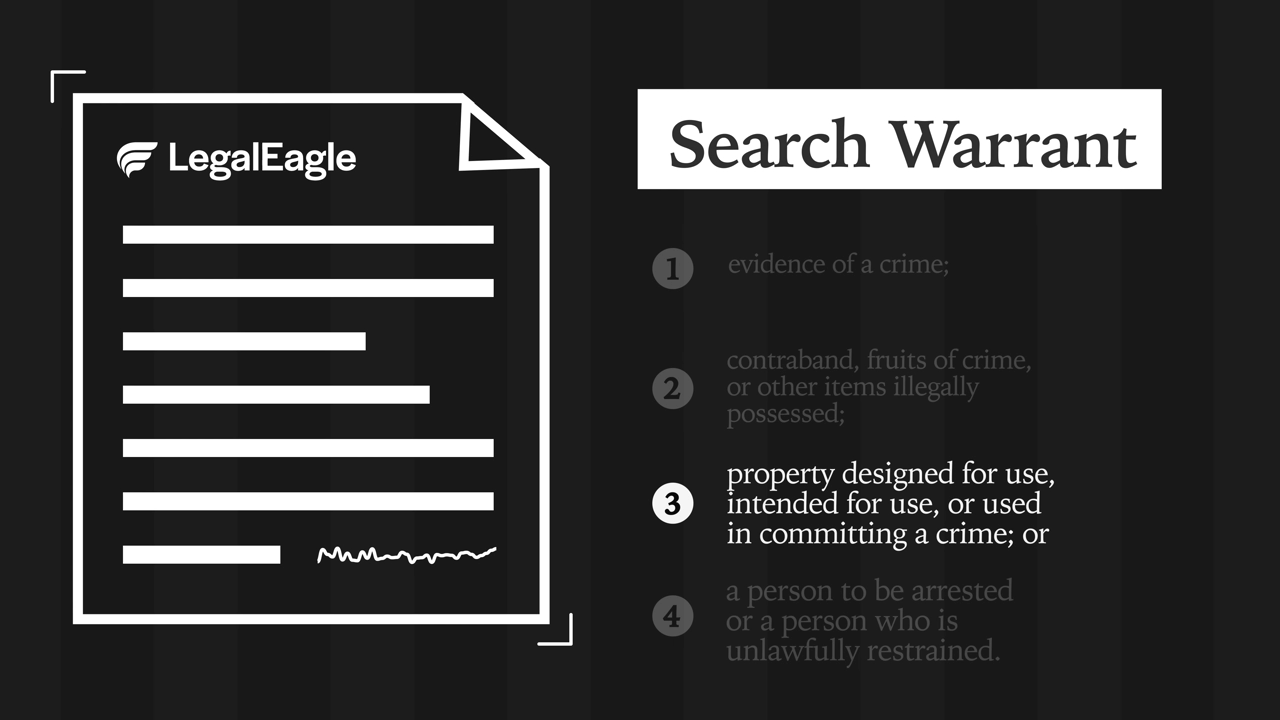 LegalEagle
Search Warrant
1 evidence of a crime;
2 contraband, fruits of crime,
or other items illegally
possessed;
3 property designed for use,
intended for use, or used
in committing a crime; or
4 a person to be arrested
or a person who is
unlawfully restrained.